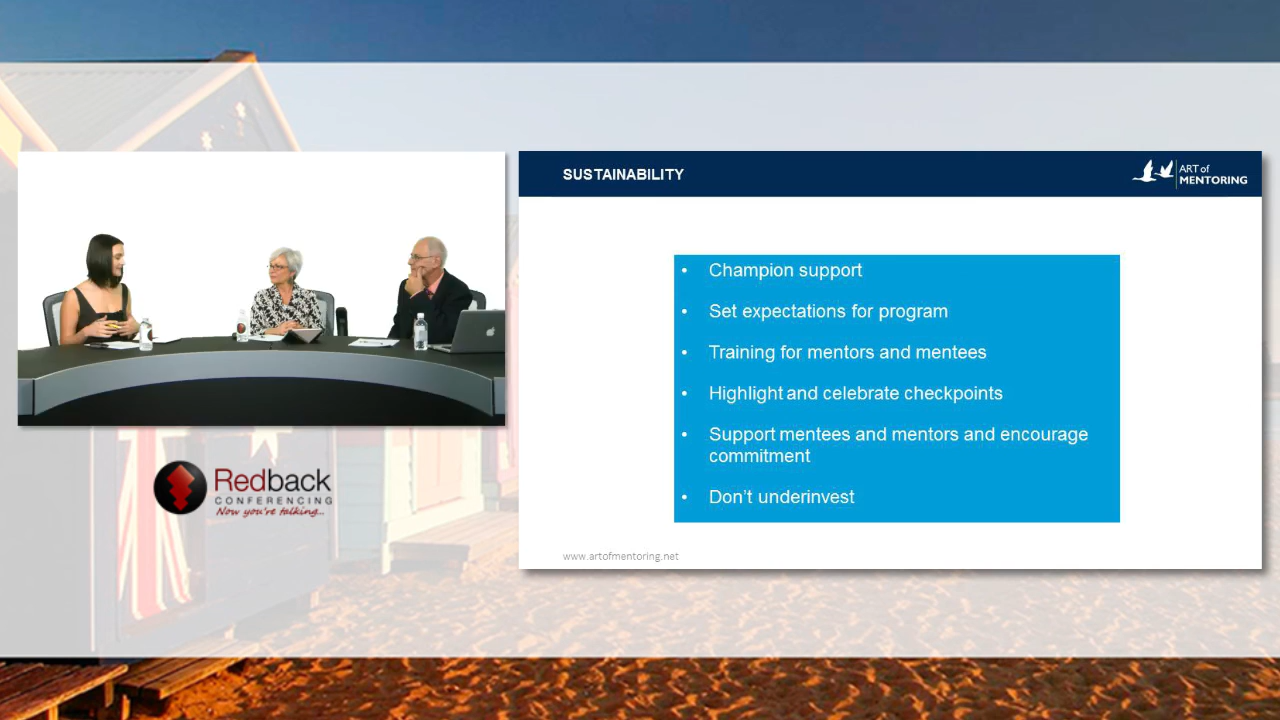 SUSTAINABILITY
ART of
MENTORING
• Champion support
• Set expectations for program
• Training for mentors and mentees
• Highlight and celebrate checkpoints
• Support mentees and mentors and encourage
commitment
• Don't underinvest
www.artofmentoring.net
Redback
CONFERENCING
Now you're talking...